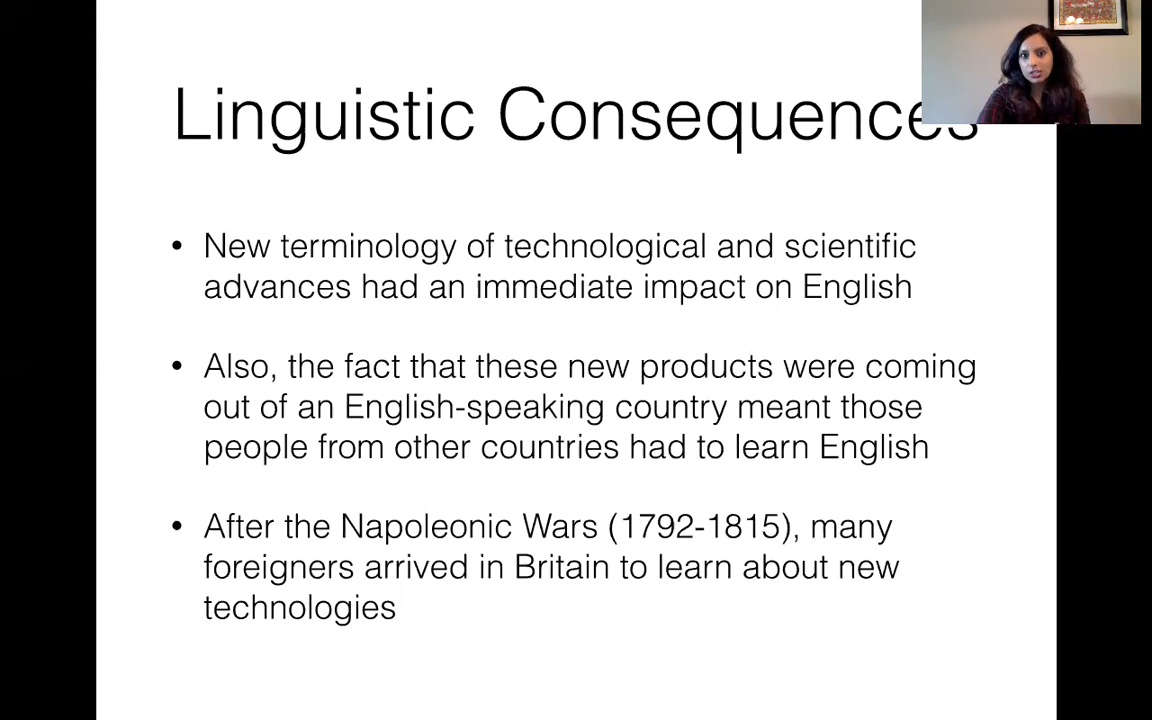 Linguistic Consequences
• New terminology of technological and scientific
advances had an immediate impact on English
• Also, the fact that these new products were coming
out of an English-speaking country meant those
people from other countries had to learn English
• After the Napoleonic Wars (1792-1815), many
foreigners arrived in Britain to learn about new
technologies